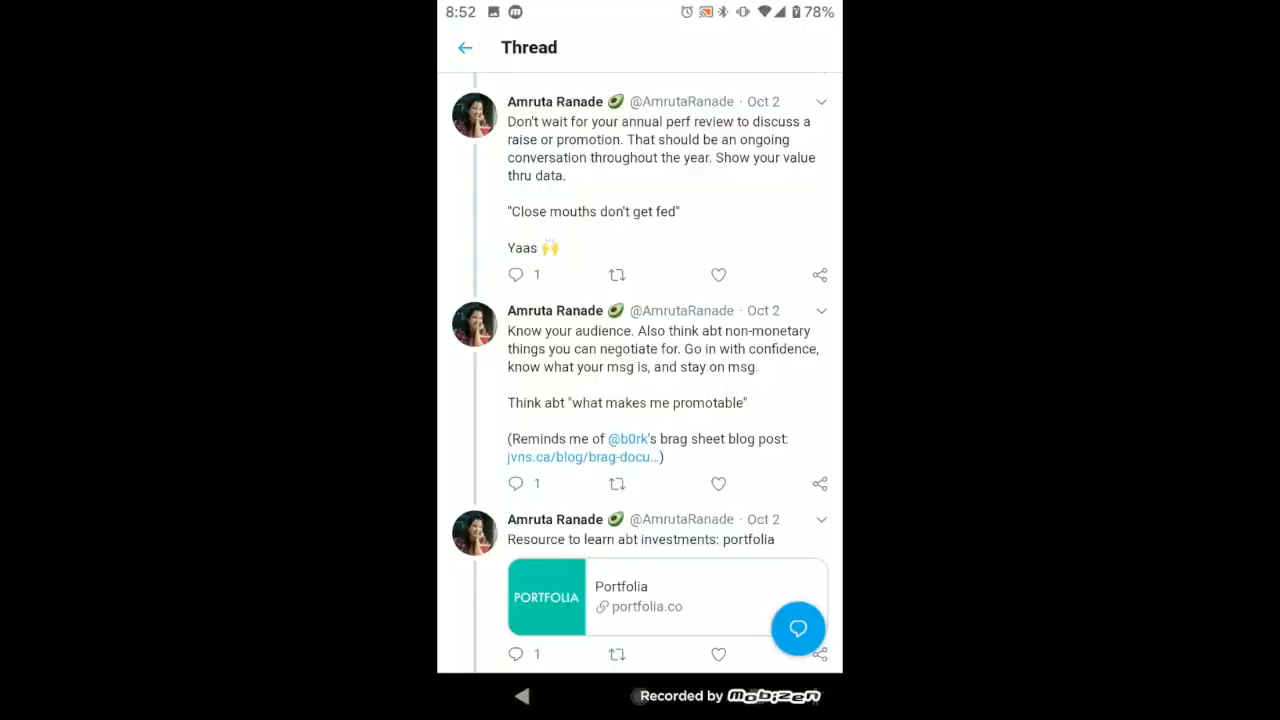 8:52 78%
Thread
Amruta Ranade 🥑 @AmrutaRanade · Oct 2
Don't wait for your annual perf review to discuss a
raise or promotion. That should be an ongoing
conversation throughout the year. Show your value
thru data.
"Close mouths don't get fed"
Yaas 🙌
1
Amruta Ranade 🥑 @AmrutaRanade · Oct 2
Know your audience. Also think abt non-monetary
things you can negotiate for. Go in with confidence,
know what your msg is, and stay on msg.
Think abt "what makes me promotable"
(Reminds me of @b0rk's brag sheet blog post:
jvns.ca/blog/brag-docu…)
1
Amruta Ranade 🥑 @AmrutaRanade · Oct 2
Resource to learn abt investments: portfolia
PORTFOLIA
Portfolia
portfolia.co
1
Recorded by mobizen